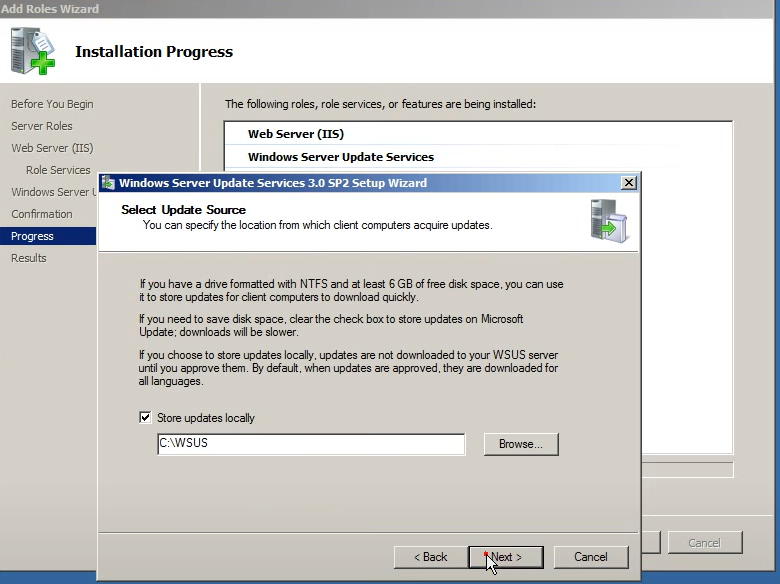 Add Roles Wizard
Installation Progress
Before You Begin
Server Roles
Web Server (IIS)
Role Services
Windows Server U
Confirmation
Progress
Results
The following roles, role services, or features are being installed:
Web Server (IIS)
Windows Server Update Services
Windows Server Update Services 3.0 SP2 Setup Wizard
Select Update Source
You can specify the location from which client computers acquire updates.
If you have a drive formatted with NTFS and at least 6 GB of free disk space, you can use
it to store updates for client computers to download quickly.
If you need to save disk space, clear the check box to store updates on Microsoft
Update; downloads will be slower.
If you choose to store updates locally, updates are not downloaded to your WSUS server
until you approve them. By default, when updates are approved, they are downloaded for
all languages.
Store updates locally
C:\WSUS
Browse...
< Back
Next >
Cancel
Cancel